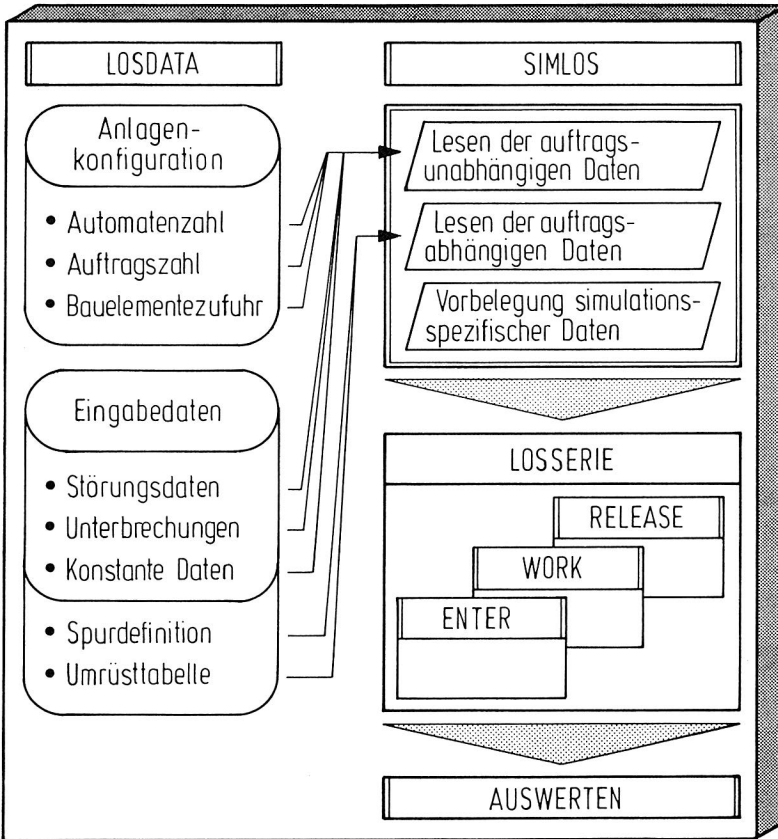 LOSDATA
Anlagen-
konfiguration
• Automatenzahl
• Auftragszahl
• Bauelementezufuhr
Eingabedaten
• Störungsdaten
• Unterbrechungen
• Konstante Daten
• Spurdefinition
• Umrüsttabelle
SIMLOS
Lesen der auftrags-
unabhängigen Daten
Lesen der auftrags-
abhängigen Daten
Vorbelegung simulations-
spezifischer Daten
LOSSERIE
RELEASE
WORK
ENTER
AUSWERTEN